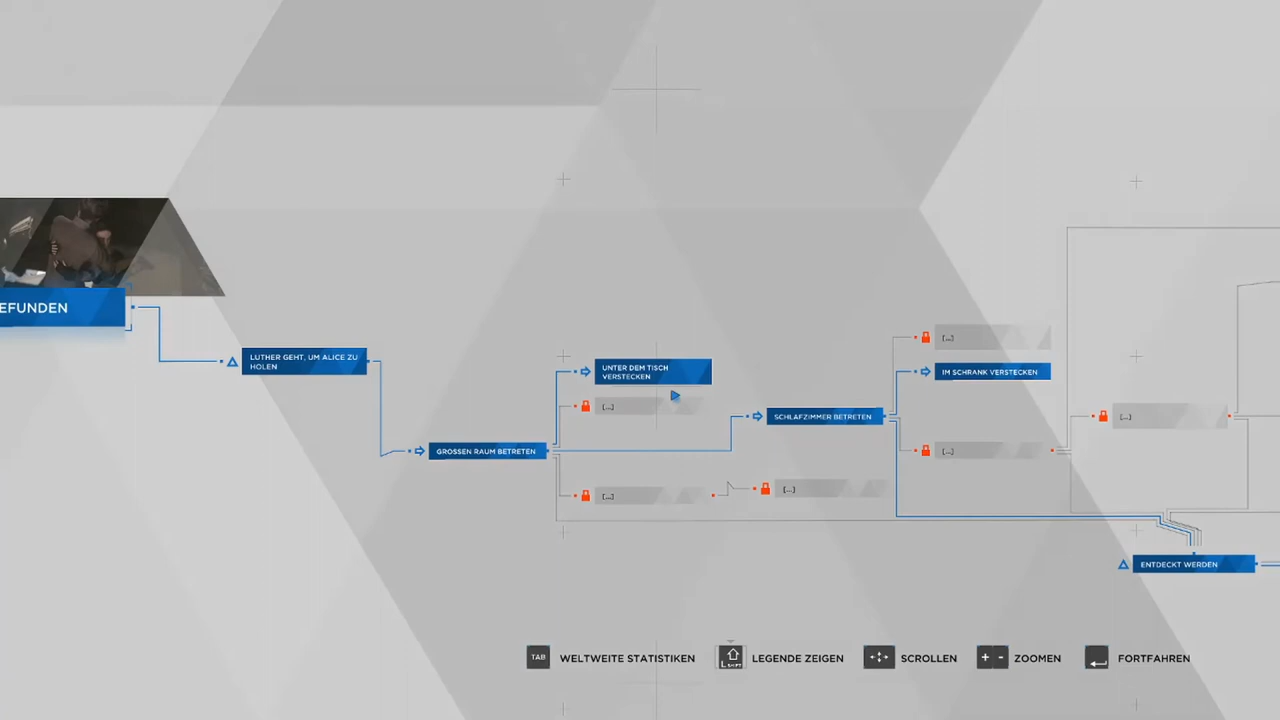 EFUNDEN
LUTHER GEHT, UM ALICE ZU
HOLEN
GROSSEN RAUM BETRETEN
UNTER DEM TISCH
VERSTECKEN
[...]
[...]
[...]
SCHLAFZIMMER BETRETEN
[...]
IM SCHRANK VERSTECKEN
[...]
[...]
ENTDECKT WERDEN
TAB WELTWEITE STATISTIKEN
L SHIFT LEGENDE ZEIGEN
SCROLLEN
+ - ZOOMEN
FORTFAHREN